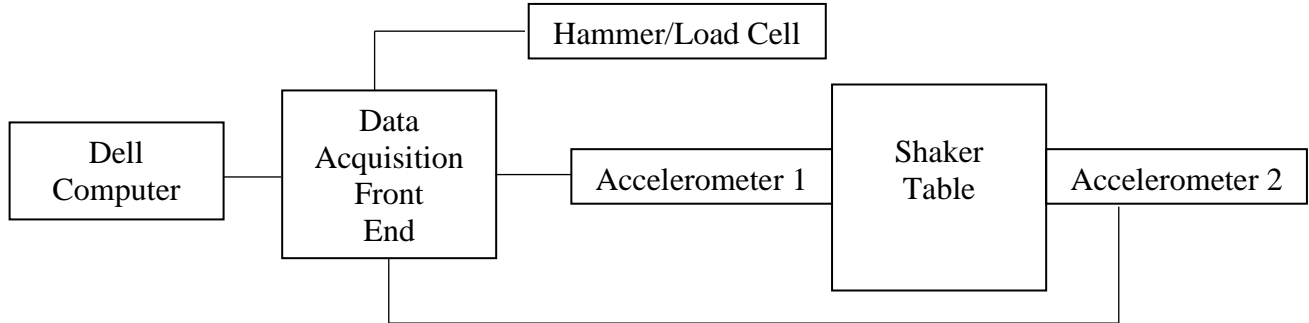 Hammer/Load Cell
Data
Acquisition
Front
End
Dell
Computer
Accelerometer 1
Shaker
Table
Accelerometer 2